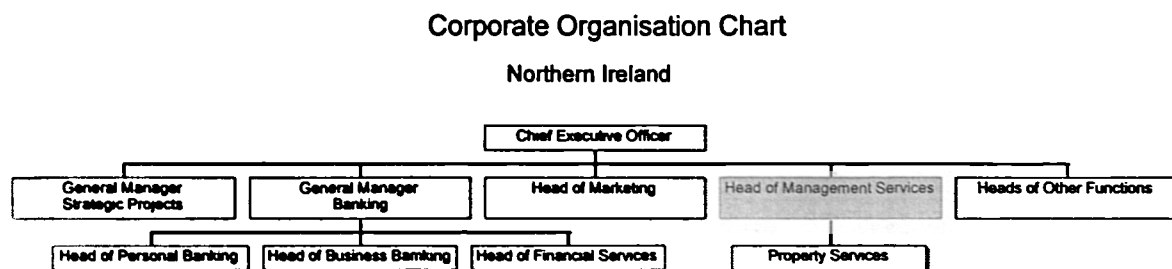 Corporate Organisation Chart
Northern Ireland
Chief Executive Officer
General Manager
Strategic Projects
General Manager
Banking
Head of Marketing
Head of Management Services
Heads of Other Functions
Head of Personal Banking
Head of Business Bamking
Head of Financial Services
Property Services